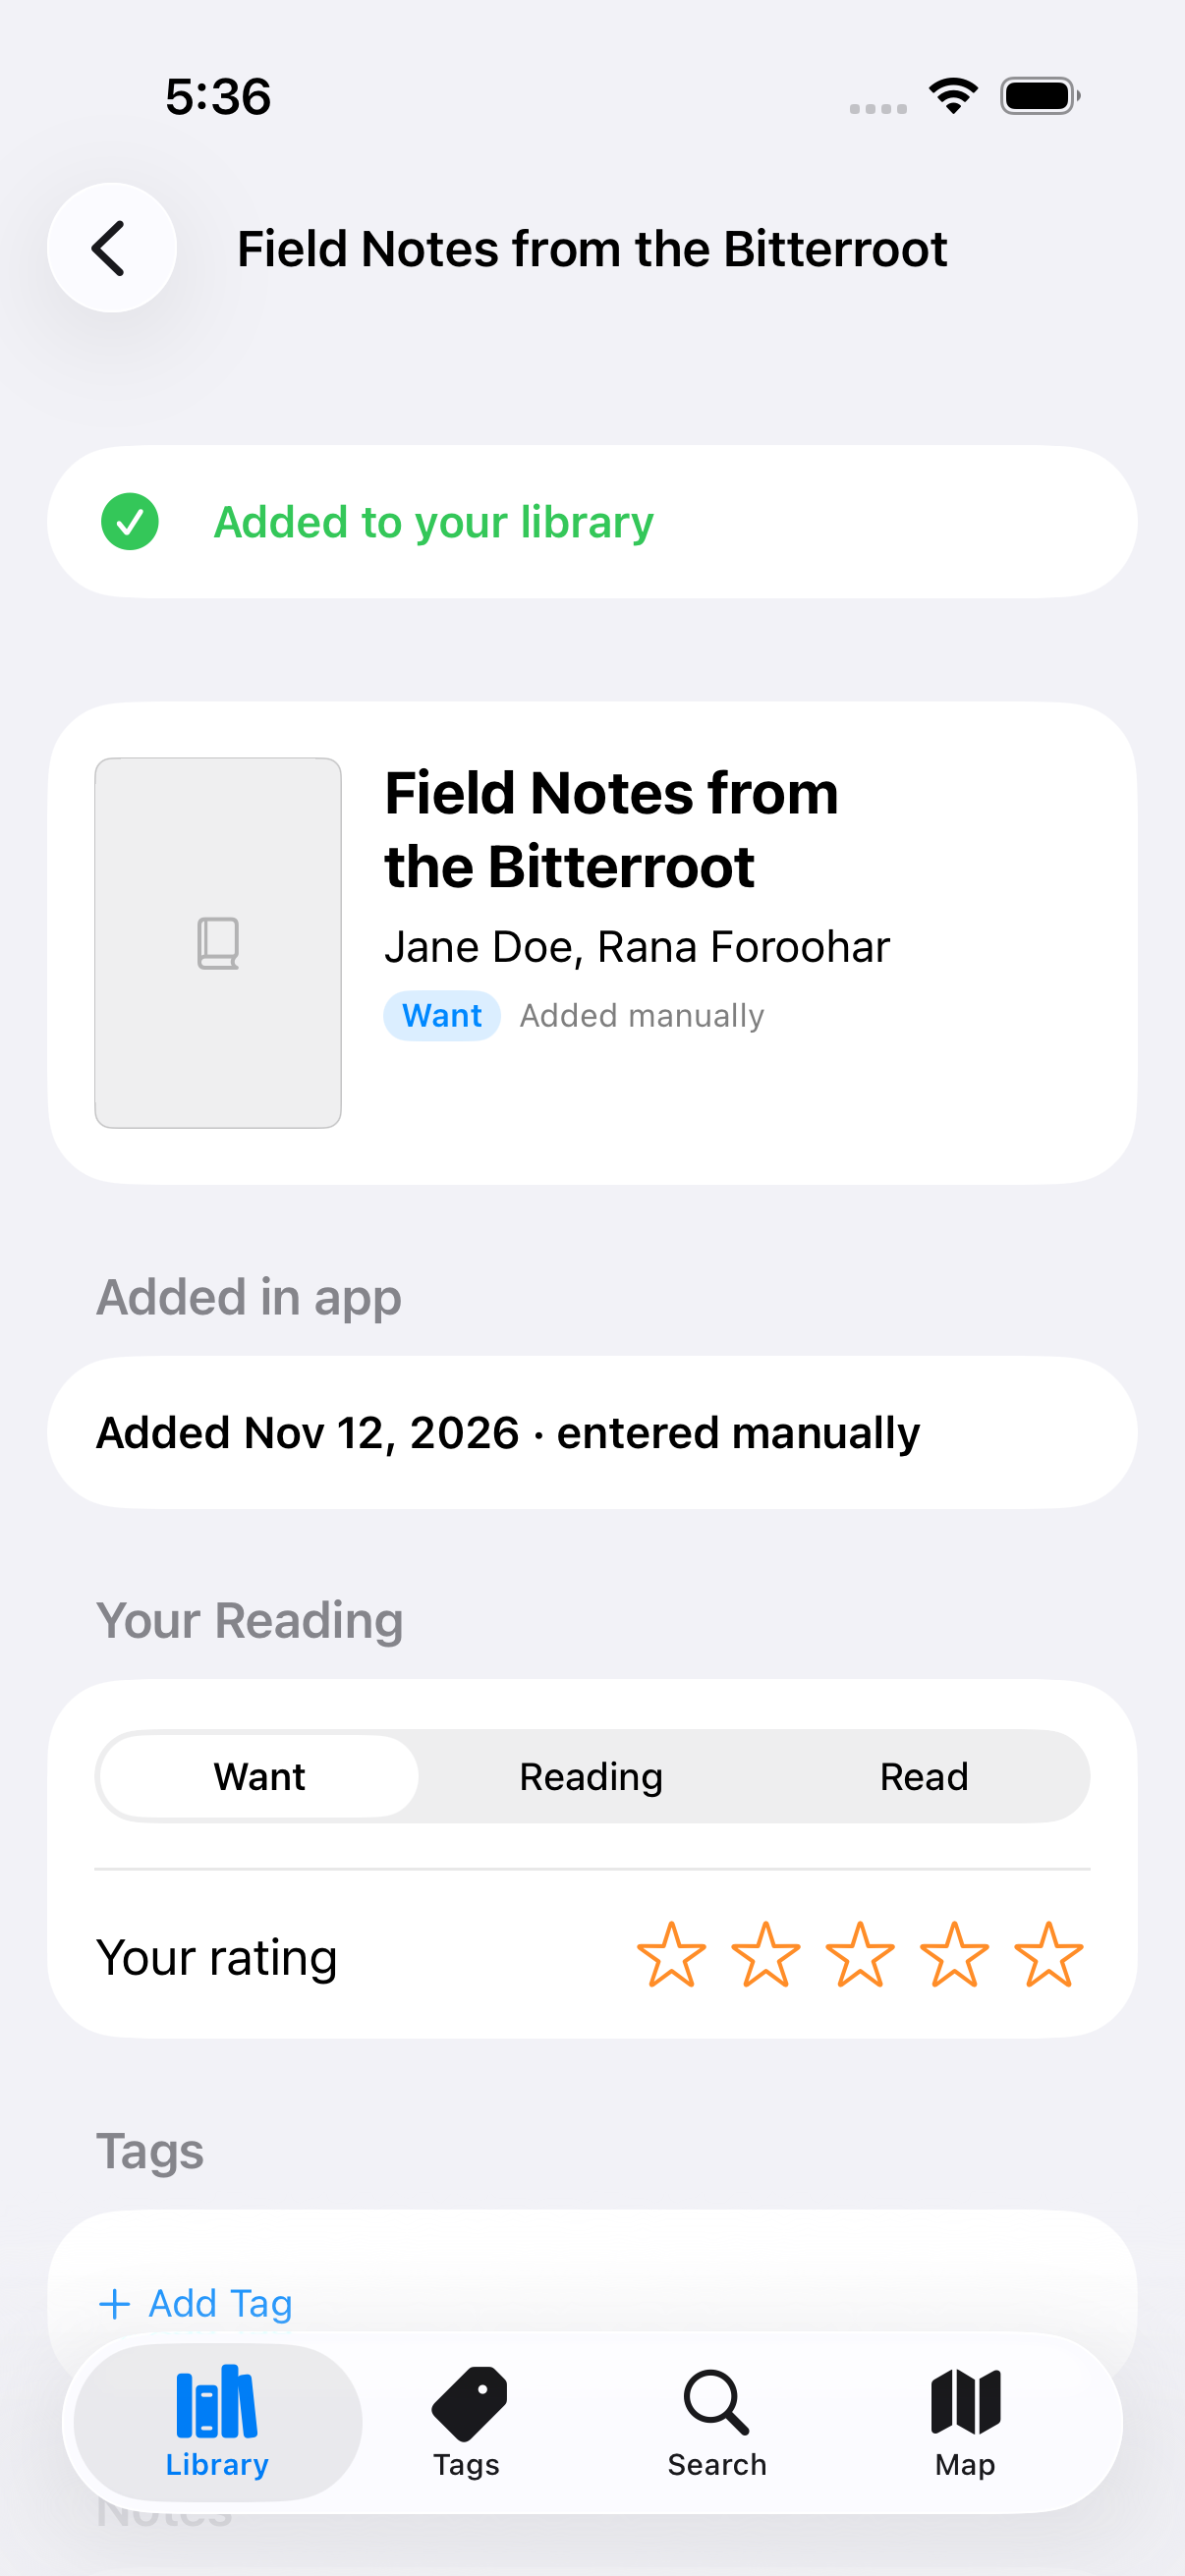 5:36
Field Notes from the Bitterroot
Added to your library
Field Notes from
the Bitterroot
Jane Doe, Rana Foroohar
Want Added manually
Added in app
Added Nov 12, 2026 · entered manually
Your Reading
Want Reading Read
Your rating
Tags
+ Add Tag
Library Tags Search Map
Notes